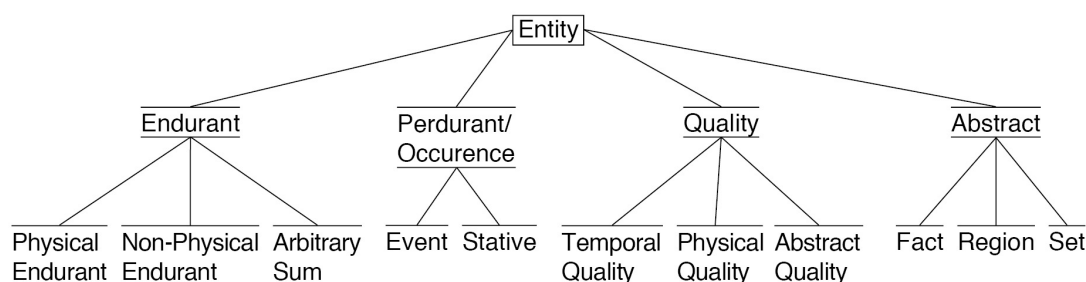 Entity
Endurant
Perdurant/
Occurence
Quality
Abstract
Physical
Endurant
Non-Physical
Endurant
Arbitrary
Sum
Event
Stative
Temporal
Quality
Physical
Quality
Abstract
Quality
Fact
Region
Set